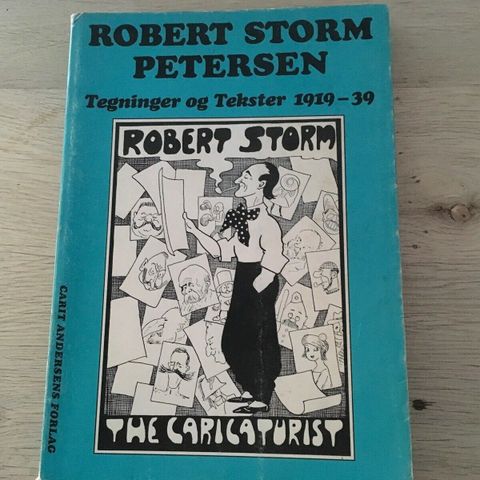 ROBERT STORM
PETERSEN
Tegninger og Tekster 1919-39
ROBERT STORM
THE CARICATURIST
CARIT ANDERSENS FORLAG